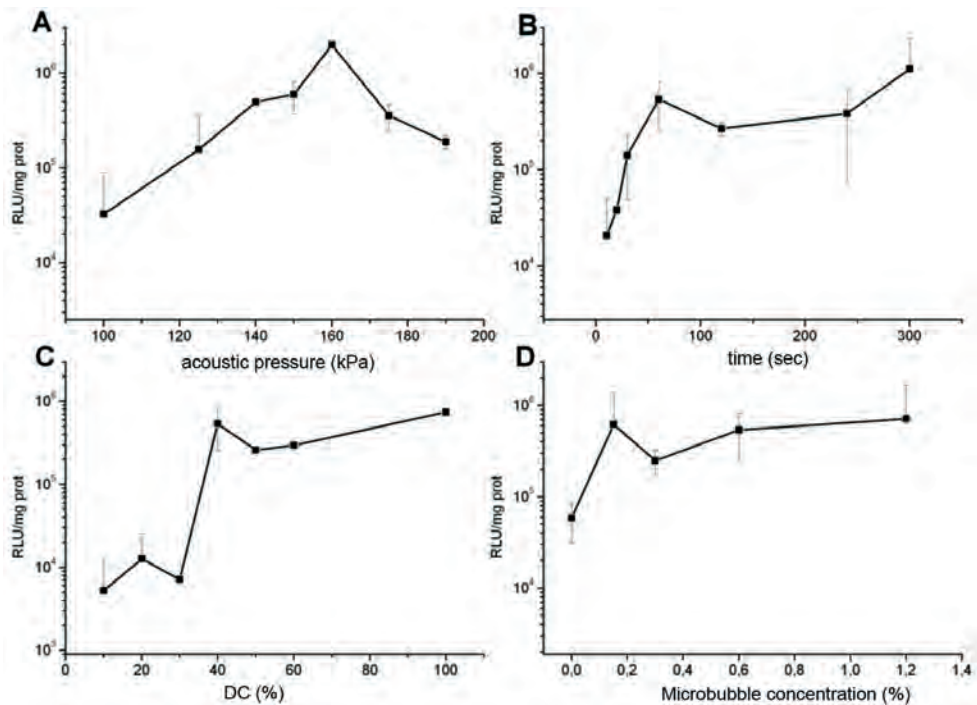 A
RLU/mg prot
10⁶
10⁵
10⁴
100 120 140 160 180 200
acoustic pressure (kPa)
B
RLU/mg prot
10⁶
10⁵
10⁴
0 100 200 300
time (sec)
C
RLU/mg prot
10⁶
10⁵
10⁴
10³
0 20 40 60 80 100
DC (%)
D
RLU/mg prot
10⁶
10⁵
10⁴
0,0 0,2 0,4 0,6 0,8 1,0 1,2 1,4
Microbubble concentration (%)